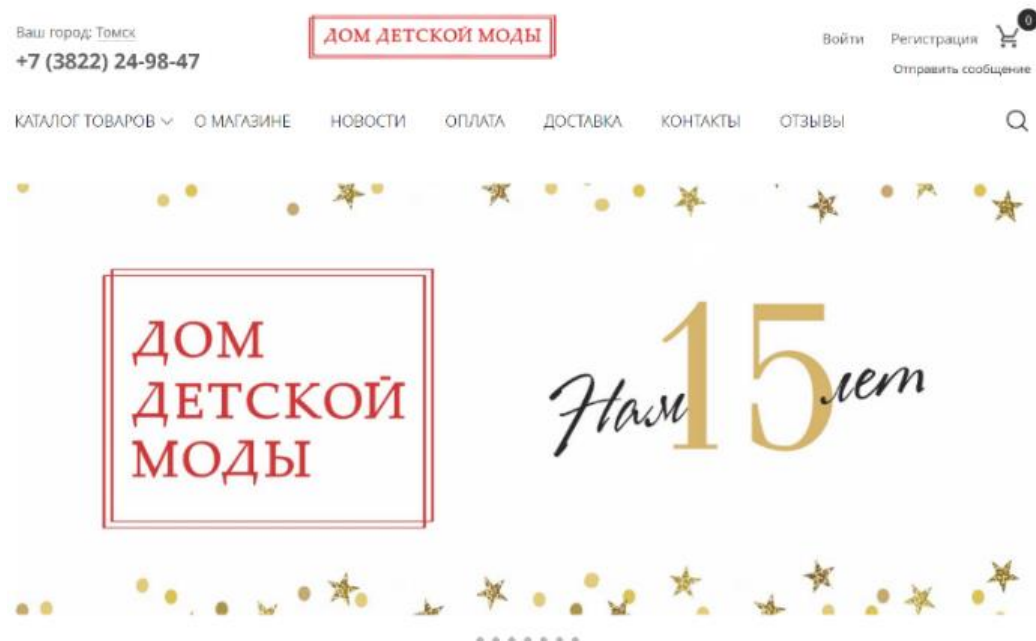 Ваш город: Томск
+7 (3822) 24-98-47
ДОМ ДЕТСКОЙ МОДЫ
Войти Регистрация 0
Отправить сообщение
КАТАЛОГ ТОВАРОВ О МАГАЗИНЕ НОВОСТИ ОПЛАТА ДОСТАВКА КОНТАКТЫ ОТЗЫВЫ
ДОМ
ДЕТСКОЙ
МОДЫ
Нам 15 лет